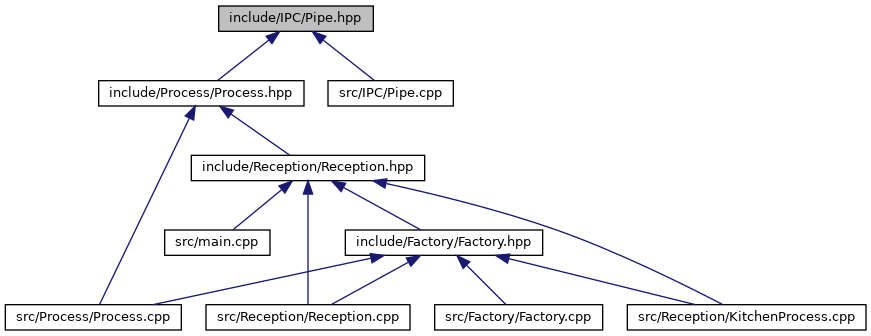 include/IPC/Pipe.hpp
include/Process/Process.hpp
src/IPC/Pipe.cpp
include/Reception/Reception.hpp
src/main.cpp
include/Factory/Factory.hpp
src/Process/Process.cpp
src/Reception/Reception.cpp
src/Factory/Factory.cpp
src/Reception/KitchenProcess.cpp